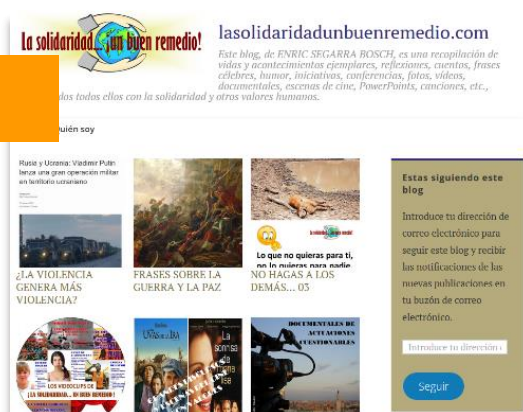 La solidaridad... ¡un buen remedio!
lasolidaridadunbuenremedio.com
Este blog, de ENRIC SEGARRA BOSCH, es una recopilación de
vidas y acontecimientos ejemplares, reflexiones, cuentos, frases
célebres, humor, iniciativas, conferencias, fotos, vídeos,
documentales, escenas de cine, PowerPoints, canciones, etc.,
dos todos ellos con la solidaridad y otros valores humanos.
uién soy
Rusia y Ucrania: Vladimir Putin
lanza una gran operación militar
en territorio ucraniano
¿LA VIOLENCIA
GENERA MÁS
VIOLENCIA?
FRASES SOBRE LA
GUERRA Y LA PAZ
Lo que no quieras para ti,
no lo quieras para nadie
NO HAGAS A LOS
DEMÁS... 03
LOS VIDEOCLIPS DE
¡LA SOLIDARIDAD... UN BUEN REMEDIO!
La
sonrisa
DOCUMENTALES DE
ACTUACIONES
CUESTIONABLES
Estas siguiendo este
blog
Introduce tu dirección de
correo electrónico para
seguir este blog y recibir
las notificaciones de las
nuevas publicaciones en
tu buzón de correo
electrónico.
Introduce tu dirección
Seguir